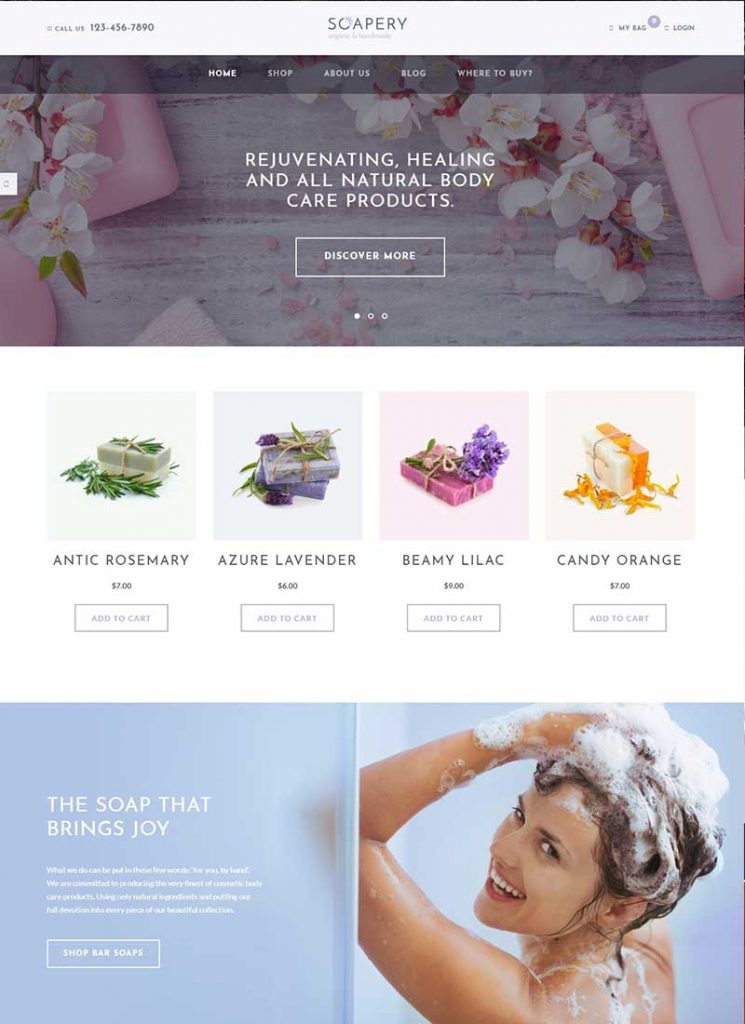 CALL US 123-456-7890
SOAPERY
organic & handmade
MY BAG 0 LOGIN
HOME SHOP ABOUT US BLOG WHERE TO BUY?
REJUVENATING, HEALING
AND ALL NATURAL BODY
CARE PRODUCTS.
DISCOVER MORE
ANTIC ROSEMARY
$7.00
ADD TO CART
AZURE LAVENDER
$6.00
ADD TO CART
BEAMY LILAC
$9.00
ADD TO CART
CANDY ORANGE
$7.00
ADD TO CART
THE SOAP THAT
BRINGS JOY
What we do can be put in these few words: 'for you, by hand'.
We are committed to producing the very finest of cosmetic body
care products. Using only natural ingredients and putting our
full devotion into every piece of our beautiful collection.
SHOP BAR SOAPS